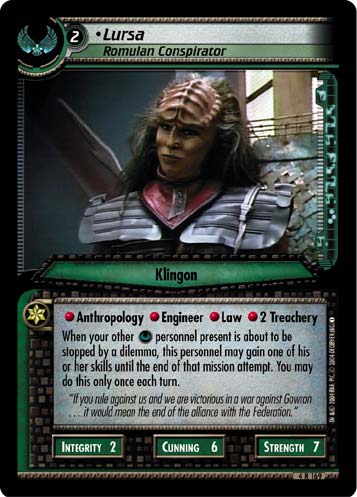 2 •Lursa
Romulan Conspirator
Klingon
Anthropology Engineer Law 2 Treachery
When your other personnel present is about to be
stopped by a dilemma, this personnel may gain one of
his or her skills until the end of that mission attempt. You may
do this only once each turn.
"If you rule against us and we are victorious in a war against Gowron
. . . it would mean the end of the alliance with the Federation."
INTEGRITY 2 CUNNING 6 STRENGTH 7
4 R 169